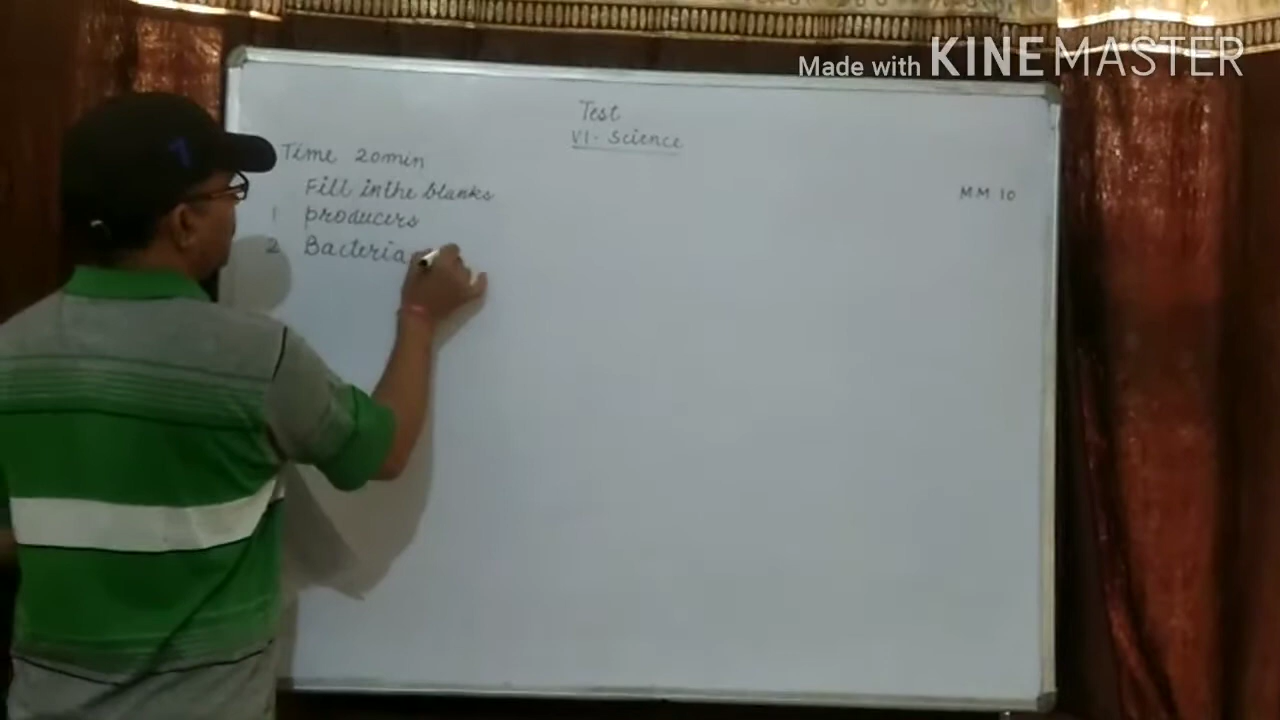 Made with KINEMASTER
Test
VI - Science
Time 20min
Fill in the blanks
MM 10
1 producers
2 Bacteria